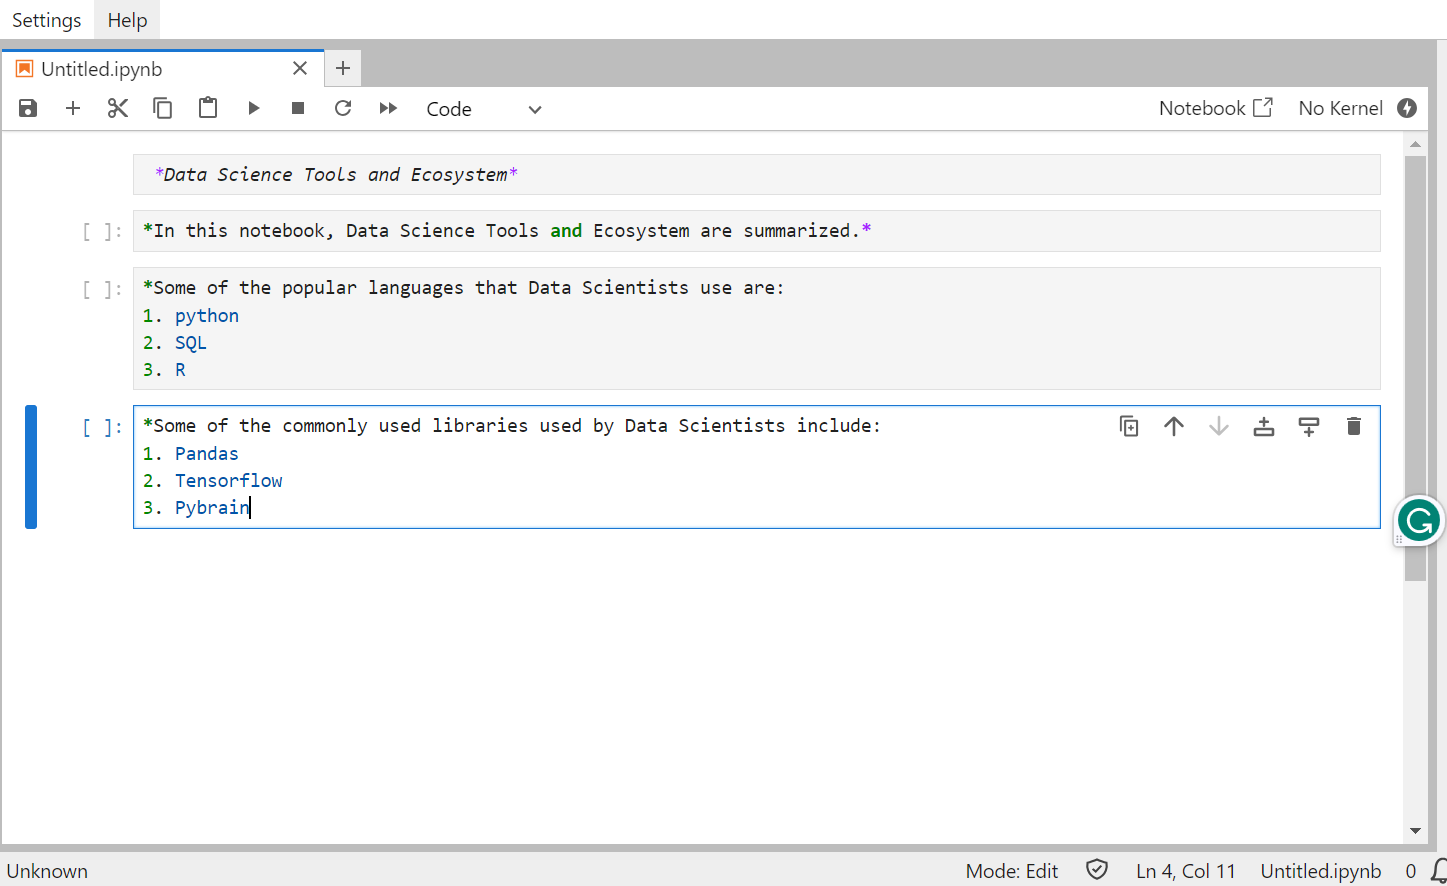 Settings Help
Untitled.ipynb
Code Notebook No Kernel
*Data Science Tools and Ecosystem*
[ ]: *In this notebook, Data Science Tools and Ecosystem are summarized.*
[ ]: *Some of the popular languages that Data Scientists use are:
1. python
2. SQL
3. R
[ ]: *Some of the commonly used libraries used by Data Scientists include:
1. Pandas
2. Tensorflow
3. Pybrain
Unknown Mode: Edit Ln 4, Col 11 Untitled.ipynb 0